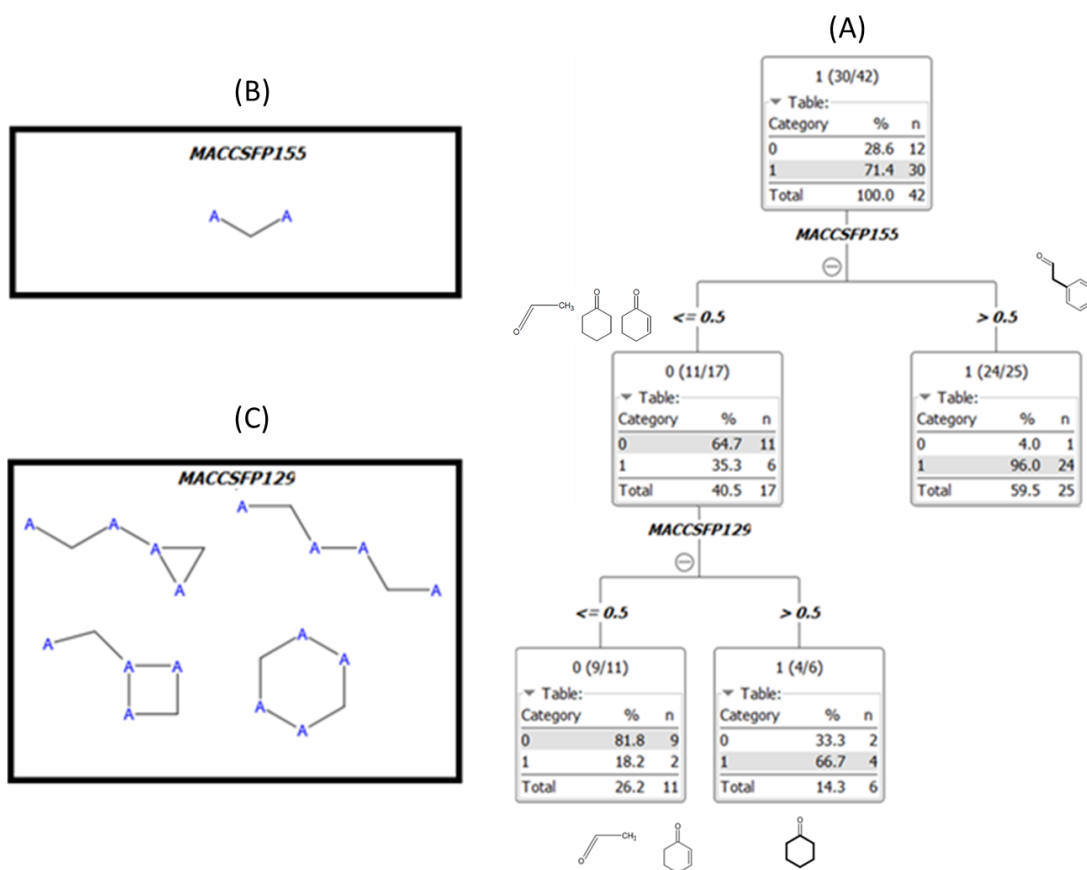 (A)
1 (30/42)
Table:
Category % n
0 28.6 12
1 71.4 30
Total 100.0 42
MACCSFP155
(B)
MACCSFP155
A A
O
O
CH₃
O
O
<= 0.5
O
> 0.5
0 (11/17)
Table:
Category % n
0 64.7 11
1 35.3 6
Total 40.5 17
1 (24/25)
Table:
Category % n
0 4.0 1
1 96.0 24
Total 59.5 25
MACCSFP129
(C)
MACCSFP129
A A A A
A A A A
A A A A
A A A A
<= 0.5
> 0.5
0 (9/11)
Table:
Category % n
0 81.8 9
1 18.2 2
Total 26.2 11
1 (4/6)
Table:
Category % n
0 33.3 2
1 66.7 4
Total 14.3 6
O
CH₃
O
O